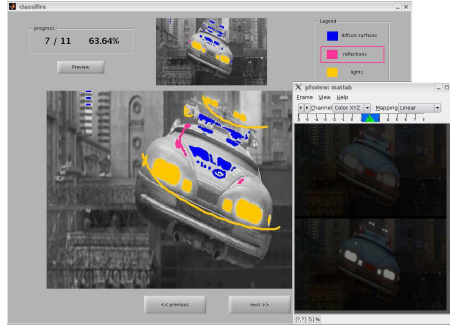 classifire
progress
7 / 11 63.64%
Preview
Legend
diffuse surfaces
reflections
lights
<< previous
next >>
pfsview: matlab
Frame View Help
Channel Color XYZ Mapping Linear
(?,?) 51%